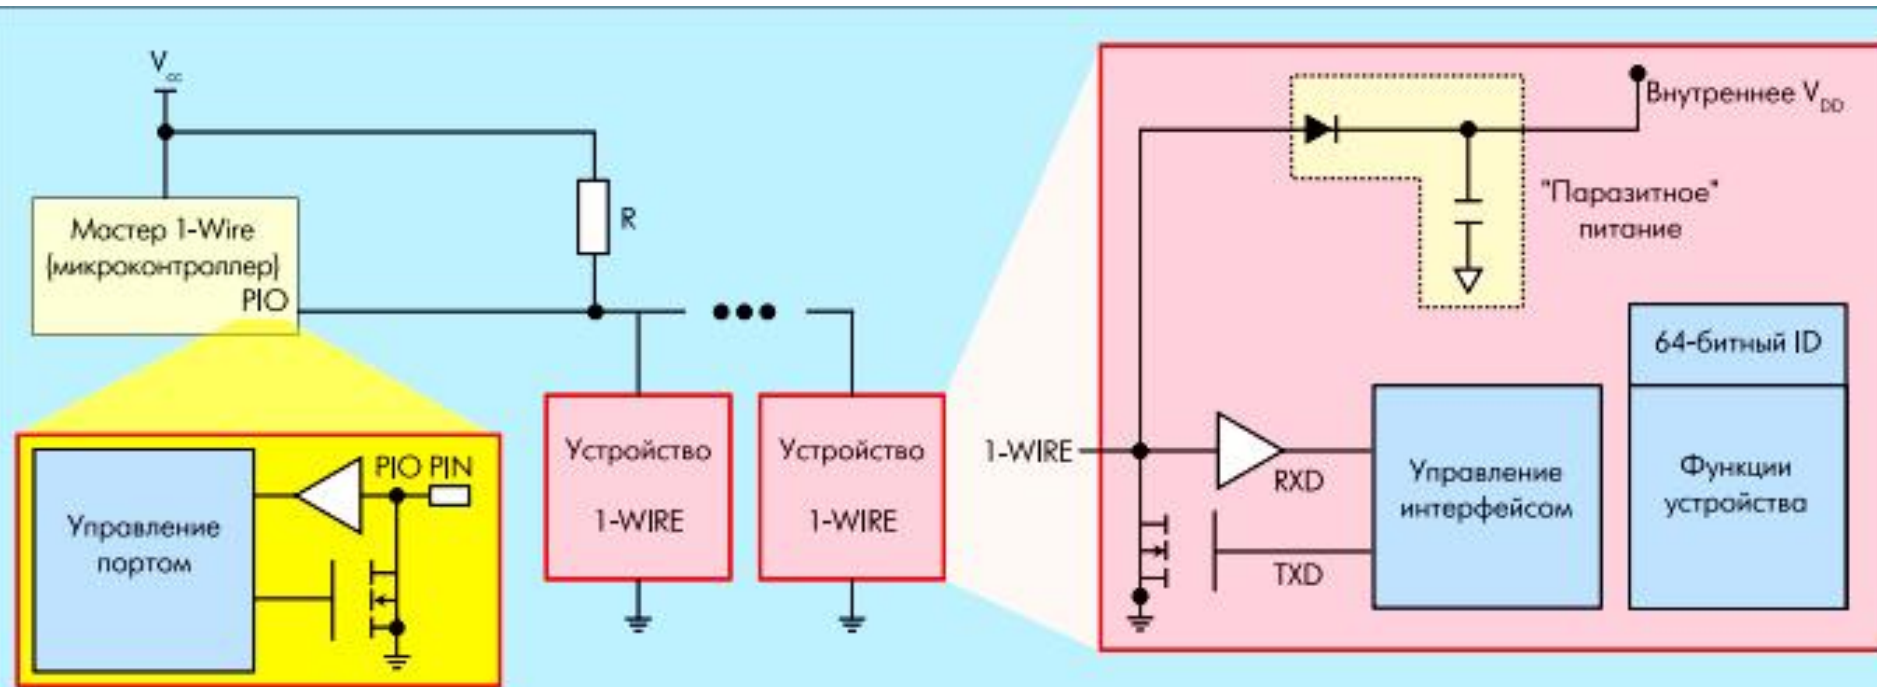 Vcc
Мастер 1-Wire
(микроконтроллер)
PIO
R
Устройство
1-WIRE
Устройство
1-WIRE
PIO PIN
Управление
портом
Внутреннее VDD
"Паразитное"
питание
64-битный ID
1-WIRE
RXD
TXD
Управление
интерфейсом
Функции
устройства